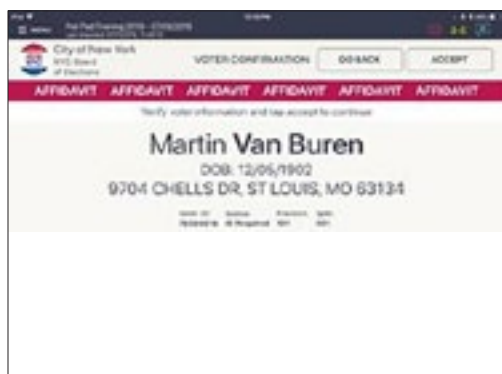 MENU
City of New York
NYC Board
of Elections
VOTER CONFIRMATION
GO BACK
ACCEPT
AFFIDAVIT AFFIDAVIT AFFIDAVIT AFFIDAVIT AFFIDAVIT AFFIDAVIT
Verify voter information and tap accept to continue
Martin Van Buren
DOB: 12/05/1902
9704 CHELLS DR, ST LOUIS, MO 63134